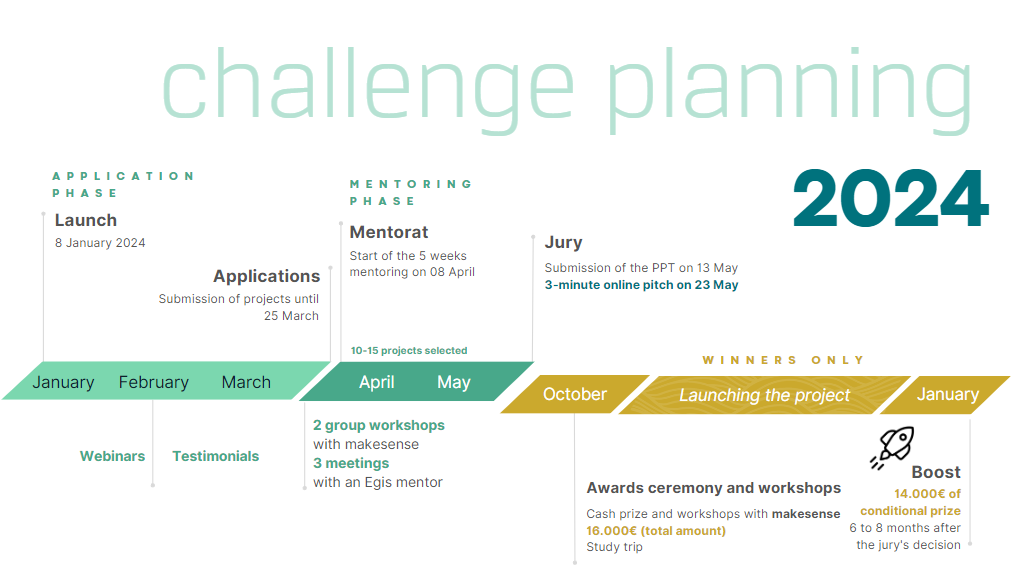 challenge planning
2024
APPLICATION
PHASE
Launch
8 January 2024
Applications
Submission of projects until
25 March
MENTORING
PHASE
Mentorat
Start of the 5 weeks
mentoring on 08 April
10-15 projects selected
Jury
Submission of the PPT on 13 May
3-minute online pitch on 23 May
WINNERS ONLY
January February March April May October Launching the project January
Webinars Testimonials
2 group workshops
with makesense
3 meetings
with an Egis mentor
Awards ceremony and workshops
Cash prize and workshops with makesense
16.000€ (total amount)
Study trip
Boost
14.000€ of
conditional prize
6 to 8 months after
the jury's decision